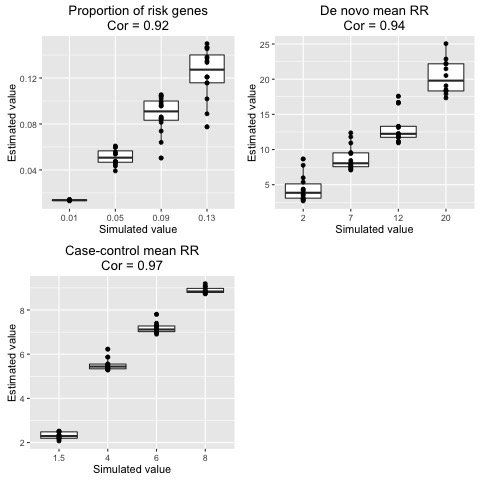 Proportion of risk genes
Cor = 0.92
Estimated value
0.12
0.08
0.04
0.01 0.05 0.09 0.13
Simulated value
De novo mean RR
Cor = 0.94
Estimated value
25
20
15
10
5
2 7 12 20
Simulated value
Case-control mean RR
Cor = 0.97
Estimated value
8
6
4
2
1.5 4 6 8
Simulated value